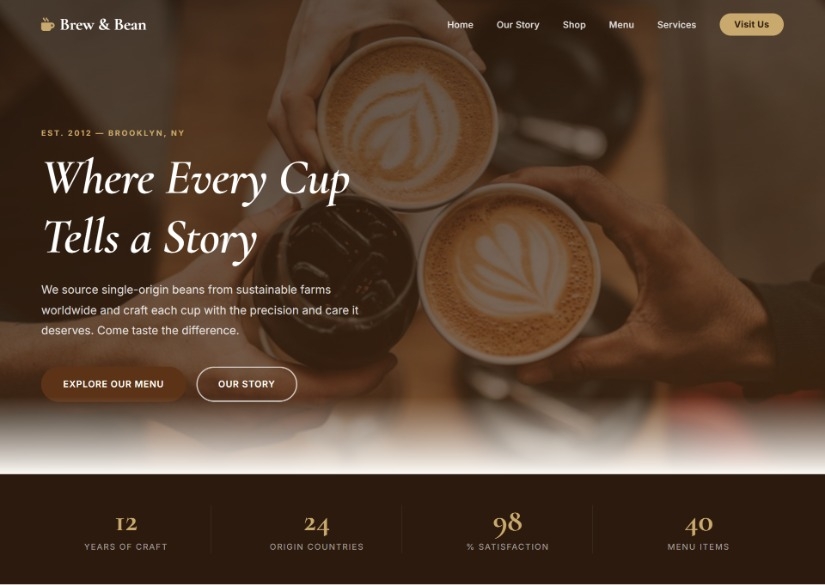 Brew & Bean
Home Our Story Shop Menu Services Visit Us
EST. 2012 — BROOKLYN, NY
Where Every Cup
Tells a Story
We source single-origin beans from sustainable farms
worldwide and craft each cup with the precision and care it
deserves. Come taste the difference.
EXPLORE OUR MENU OUR STORY
12 24 98 40
YEARS OF CRAFT ORIGIN COUNTRIES % SATISFACTION MENU ITEMS